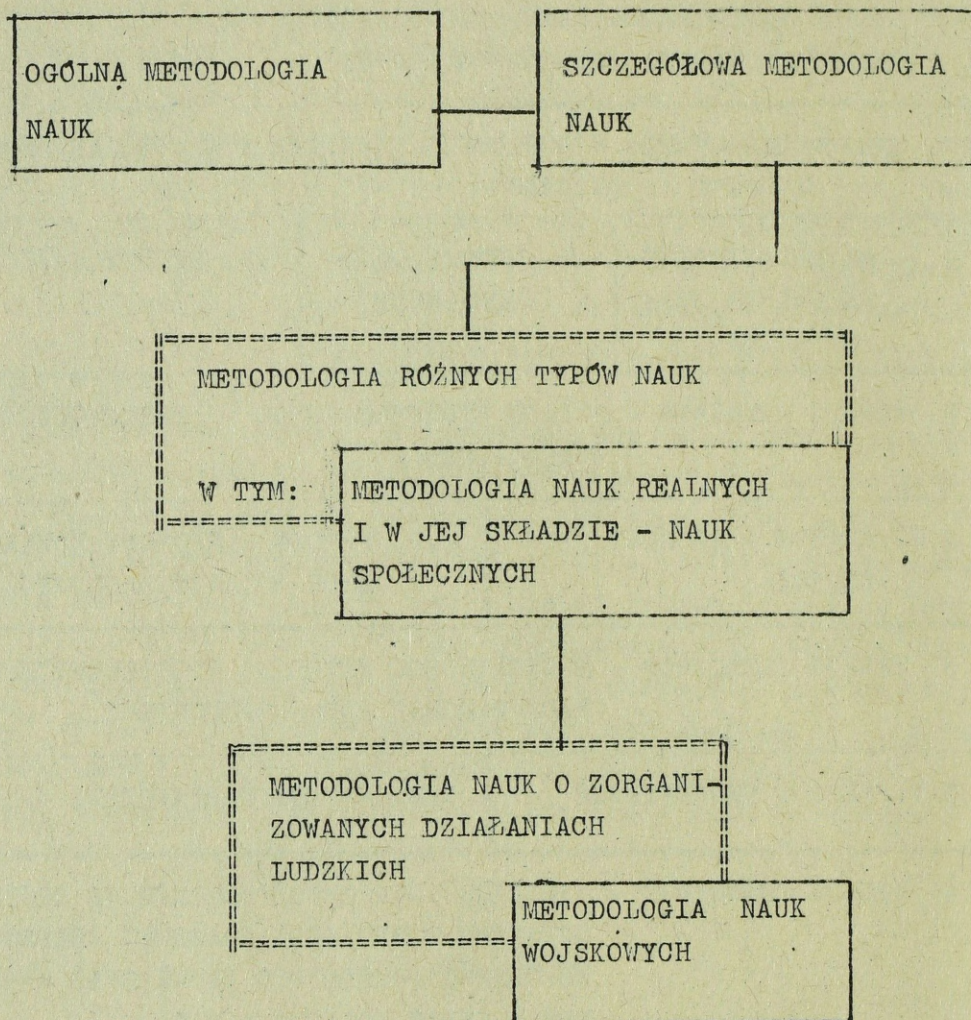 OGÓLNA METODOLOGIA
NAUK
SZCZEGÓŁOWA METODOLOGIA
NAUK
METODOLOGIA RÓŻNYCH TYPÓW NAUK
W TYM:
METODOLOGIA NAUK REALNYCH
I W JEJ SKŁADZIE - NAUK
SPOŁECZNYCH
METODOLOGIA NAUK O ZORGANI-
ZOWANYCH DZIAŁANIACH
LUDZKICH
METODOLOGIA NAUK
WOJSKOWYCH